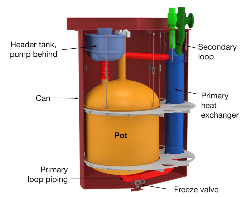 Header tank,
pump behind
Secondary
loop
Can
Primary
heat
exchanger
Pot
Primary
loop piping
Freeze valve